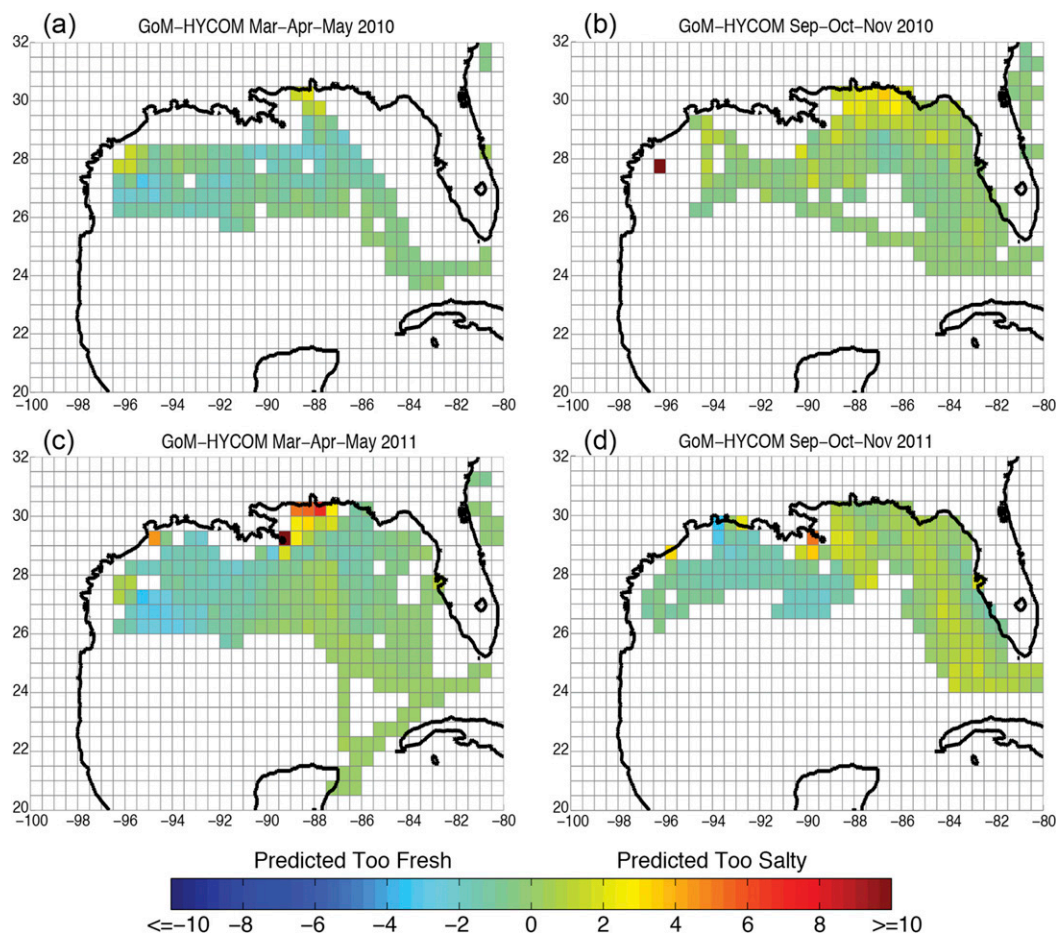 (a) GoM-HYCOM Mar-Apr-May 2010
32
30
28
26
24
22
20
-100 -98 -96 -94 -92 -90 -88 -86 -84 -82 -80
(b) GoM-HYCOM Sep-Oct-Nov 2010
32
30
28
26
24
22
20
-100 -98 -96 -94 -92 -90 -88 -86 -84 -82 -80
(c) GoM-HYCOM Mar-Apr-May 2011
32
30
28
26
24
22
20
-100 -98 -96 -94 -92 -90 -88 -86 -84 -82 -80
(d) GoM-HYCOM Sep-Oct-Nov 2011
32
30
28
26
24
22
20
-100 -98 -96 -94 -92 -90 -88 -86 -84 -82 -80
Predicted Too Fresh Predicted Too Salty
<=-10 -8 -6 -4 -2 0 2 4 6 8 >=10